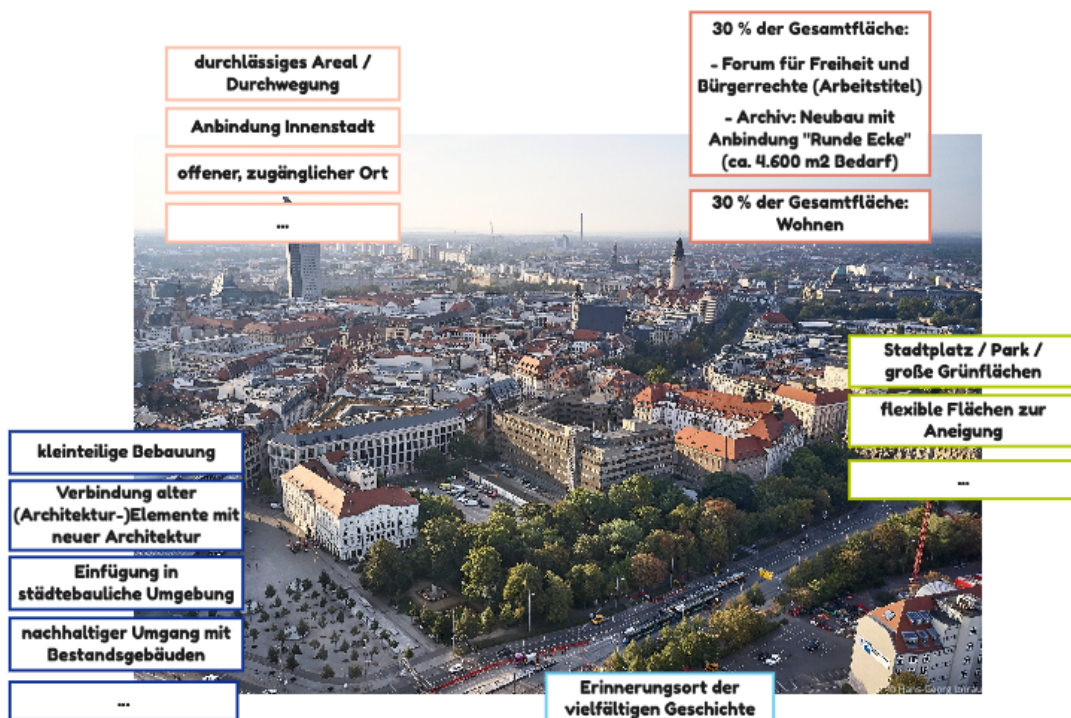 30 % der Gesamtfläche:
- Forum für Freiheit und
Bürgerrechte (Arbeitstitel)
- Archiv: Neubau mit
Anbindung "Runde Ecke"
(ca. 4.600 m2 Bedarf)
30 % der Gesamtfläche:
Wohnen
durchlässiges Areal /
Durchwegung
Anbindung Innenstadt
offener, zugänglicher Ort
...
Stadtplatz / Park /
große Grünflächen
flexible Flächen zur
Aneigung
...
kleinteilige Bebauung
Verbindung alter
(Architektur-)Elemente mit
neuer Architektur
Einfügung in
städtebauliche Umgebung
nachhaltiger Umgang mit
Bestandsgebäuden
...
Erinnerungsort der
vielfältigen Geschichte